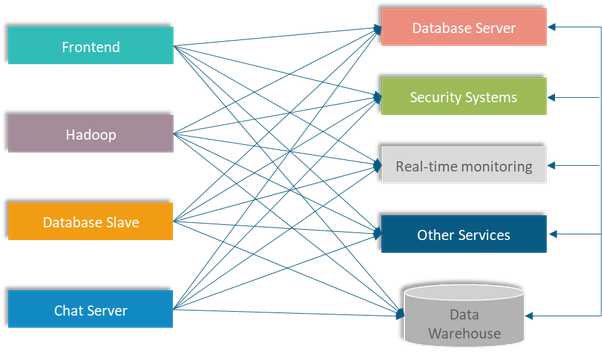 Frontend
Hadoop
Database Slave
Chat Server
Database Server
Security Systems
Real-time monitoring
Other Services
Data
Warehouse